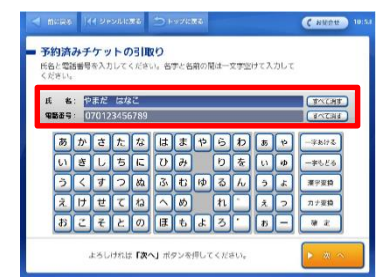 前に戻る ジャンルに戻る トップに戻る お問合せ 10:53
予約済みチケットの引取り
氏名と電話番号を入力してください。名字と名前の間は一文字空けて入力して
ください。
氏 名: やまだ はなこ すべて消す
電話番号: 070123456789 すべて消す
あ か さ た な は ま や ら わ ぁ ゃ 一字あける
い き し ち に ひ み り を ぃ ゅ 一字もどる
う く す つ ぬ ふ む ゆ る ん ぅ ょ 漢字変換
え け せ て ね へ め れ ゛ ぇ っ カナ変換
お こ そ と の ほ も よ ろ ゜ ぉ ー 確 定
よろしければ「次へ」ボタンを押してください。 次 へ